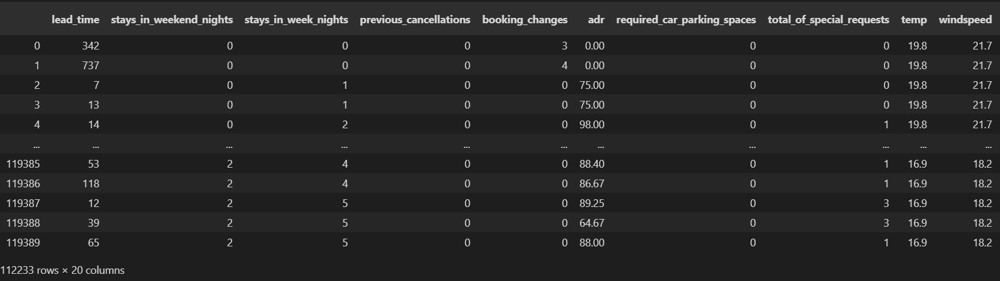 lead_time stays_in_weekend_nights stays_in_week_nights previous_cancellations booking_changes adr required_car_parking_spaces total_of_special_requests temp windspeed
0 342 0 0 0 3 0.00 0 0 19.8 21.7
1 737 0 0 0 4 0.00 0 0 19.8 21.7
2 7 0 1 0 0 75.00 0 0 19.8 21.7
3 13 0 1 0 0 75.00 0 0 19.8 21.7
4 14 0 2 0 0 98.00 0 1 19.8 21.7
... ... ... ... ... ... ... ... ... ... ...
119385 53 2 4 0 0 88.40 0 1 16.9 18.2
119386 118 2 4 0 0 86.67 0 1 16.9 18.2
119387 12 2 5 0 0 89.25 0 3 16.9 18.2
119388 39 2 5 0 0 64.67 0 3 16.9 18.2
119389 65 2 5 0 0 88.00 0 1 16.9 18.2
112233 rows × 20 columns